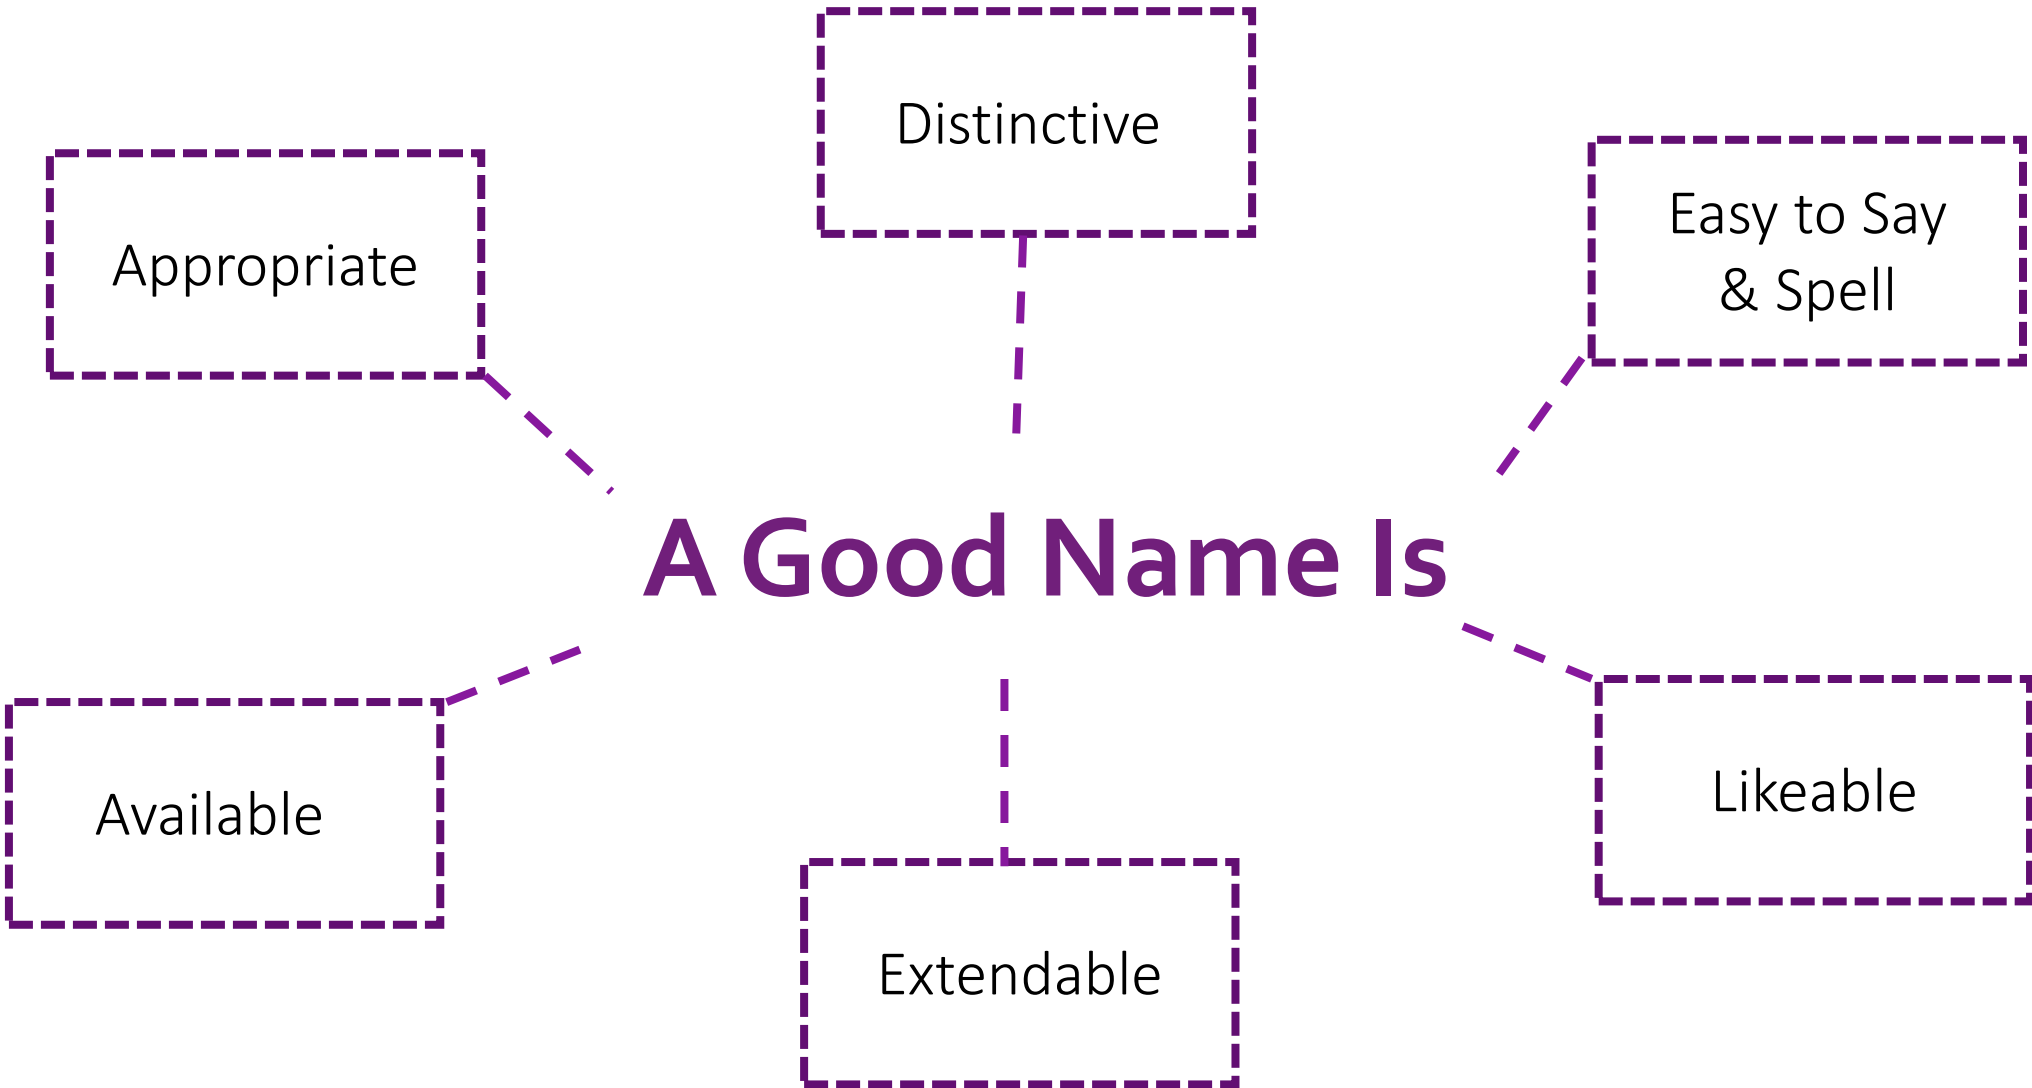 Distinctive
Appropriate
Easy to Say
& Spell
A Good Name Is
Available
Likeable
Extendable